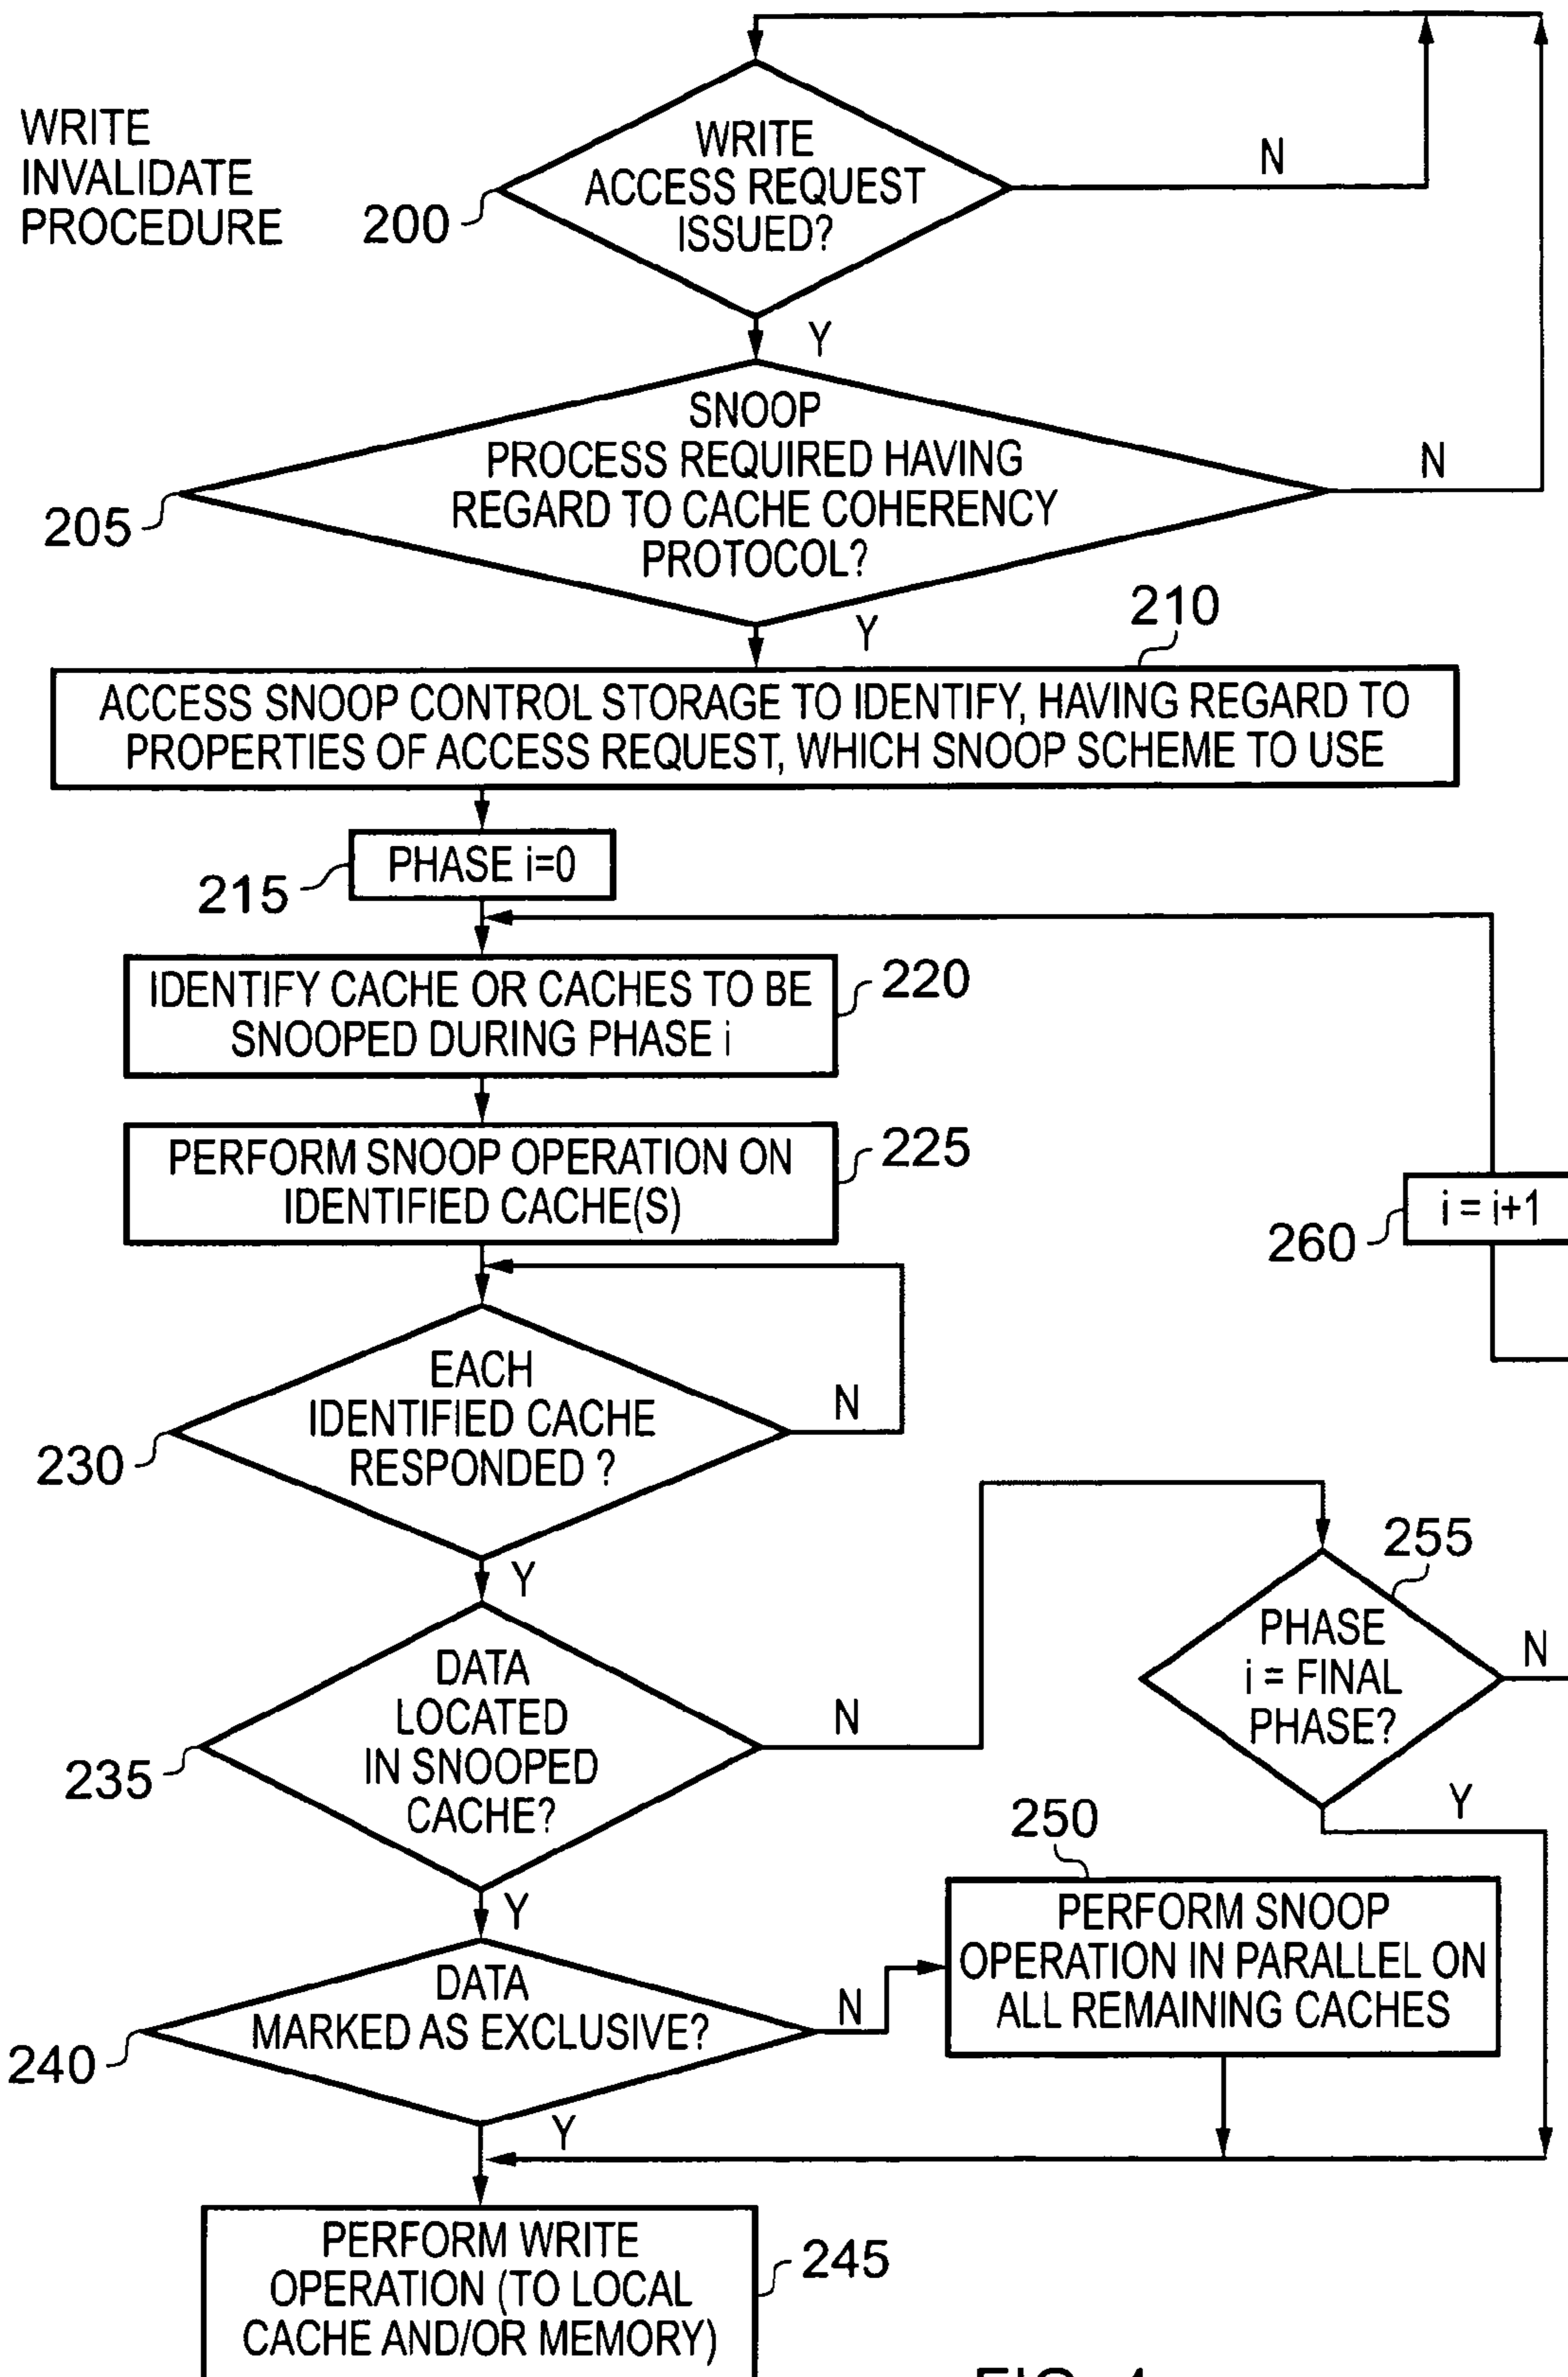 WRITE
INVALIDATE
PROCEDURE
200
WRITE
ACCESS REQUEST
ISSUED?
N
Y
205
SNOOP
PROCESS REQUIRED HAVING
REGARD TO CACHE COHERENCY
PROTOCOL?
N
Y
210
ACCESS SNOOP CONTROL STORAGE TO IDENTIFY, HAVING REGARD TO
PROPERTIES OF ACCESS REQUEST, WHICH SNOOP SCHEME TO USE
215
PHASE i=0
IDENTIFY CACHE OR CACHES TO BE
SNOOPED DURING PHASE i
220
PERFORM SNOOP OPERATION ON
IDENTIFIED CACHE(S)
225
i = i+1
260
EACH
IDENTIFIED CACHE
RESPONDED ?
N
230
Y
DATA
LOCATED
IN SNOOPED
CACHE?
N
235
Y
255
PHASE
i = FINAL
PHASE?
N
Y
250
PERFORM SNOOP
OPERATION IN PARALLEL ON
ALL REMAINING CACHES
DATA
MARKED AS EXCLUSIVE?
N
240
Y
PERFORM WRITE
OPERATION (TO LOCAL
CACHE AND/OR MEMORY)
245